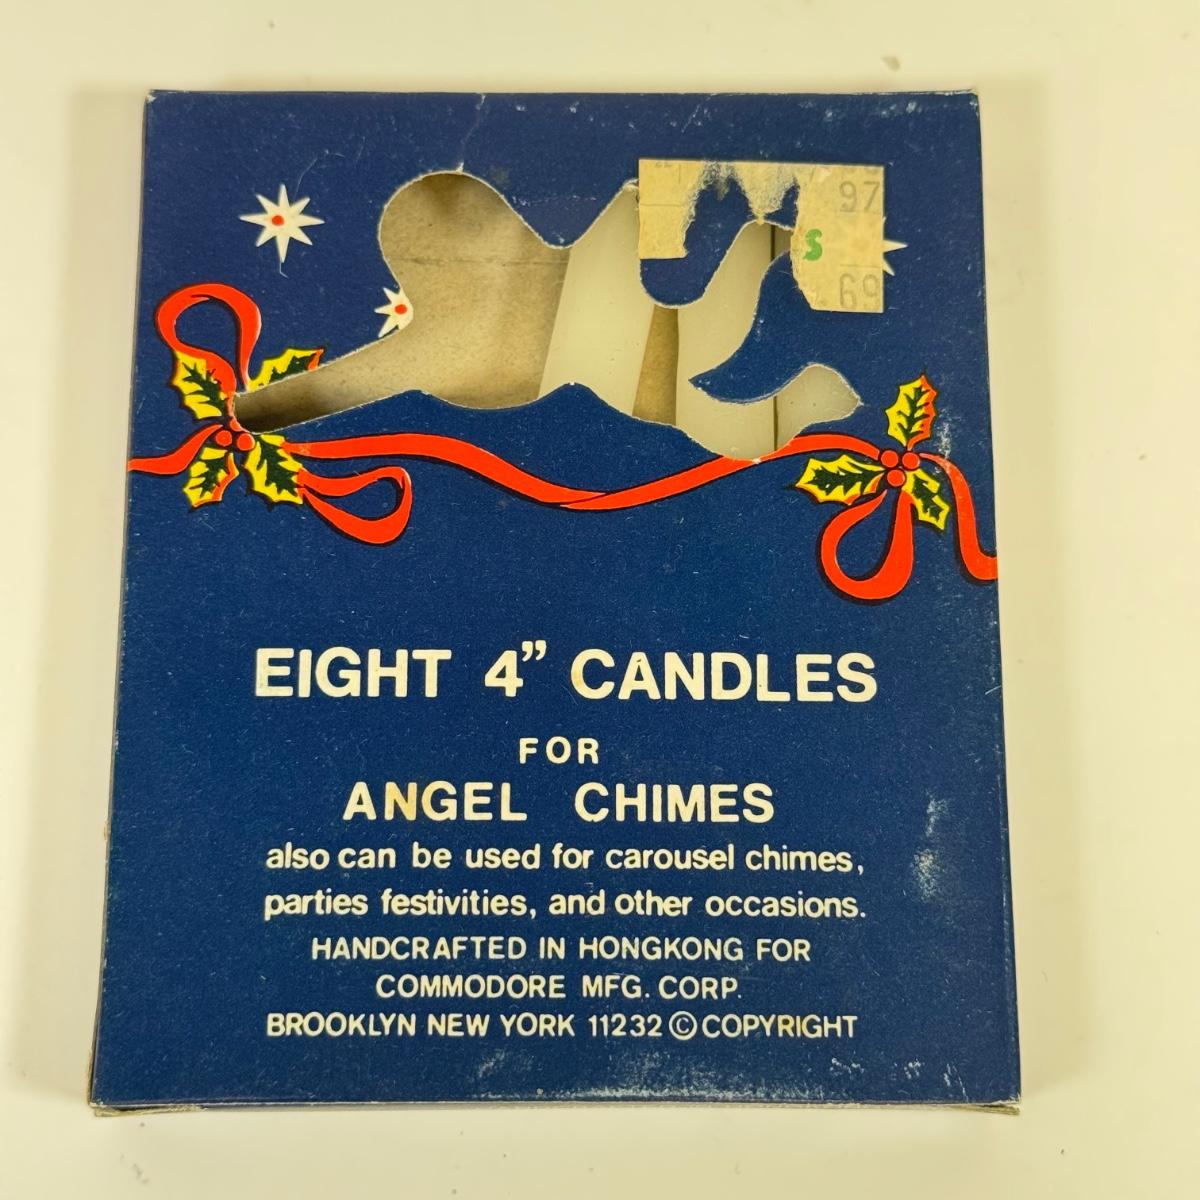 97
S
69
EIGHT 4” CANDLES
FOR
ANGEL CHIMES
also can be used for carousel chimes,
parties festivities, and other occasions.
HANDCRAFTED IN HONGKONG FOR
COMMODORE MFG. CORP.
BROOKLYN NEW YORK 11232 © COPYRIGHT